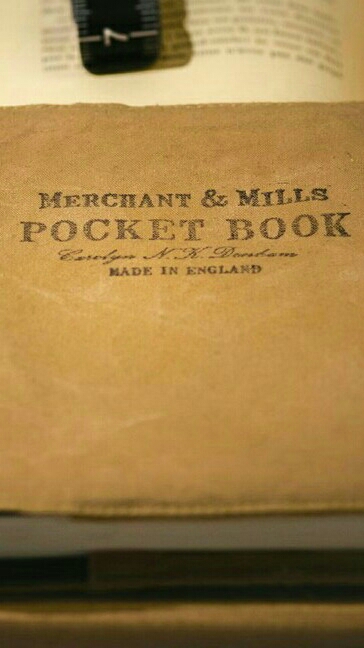 MERCHANT & MILLS
POCKET BOOK
Carolyn N. K. Denham
MADE IN ENGLAND